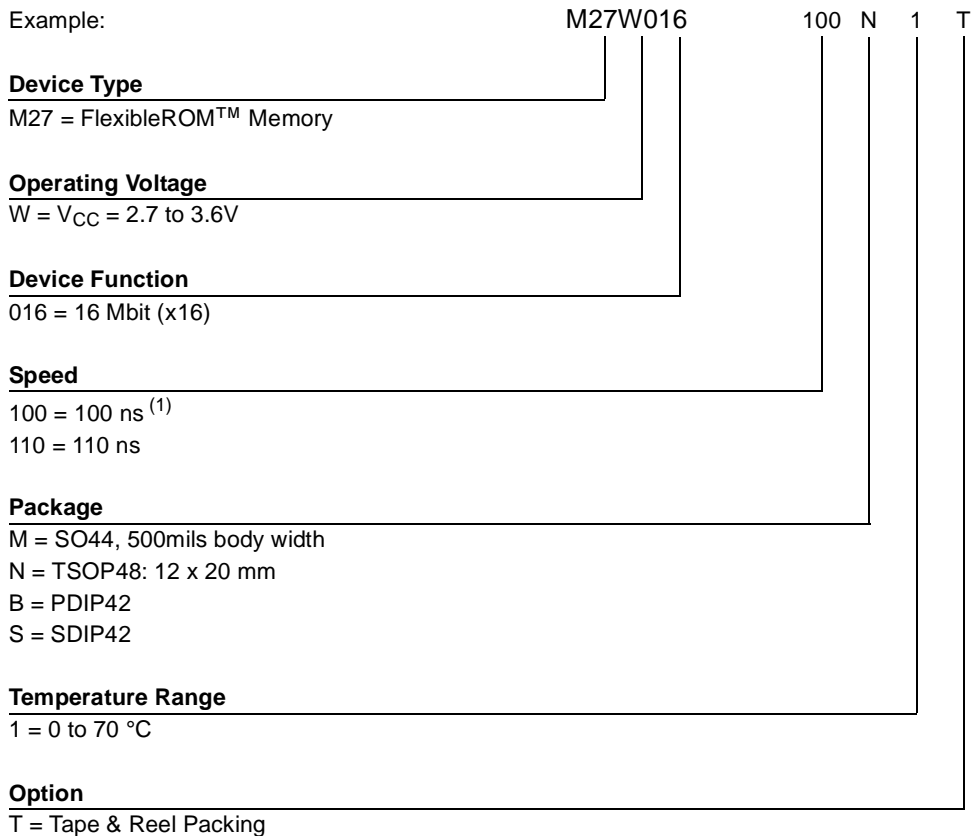 Example: M27W016 100 N 1 T
Device Type
M27 = FlexibleROM™ Memory
Operating Voltage
W = VCC = 2.7 to 3.6V
Device Function
016 = 16 Mbit (x16)
Speed
100 = 100 ns (1)
110 = 110 ns
Package
M = SO44, 500mils body width
N = TSOP48: 12 x 20 mm
B = PDIP42
S = SDIP42
Temperature Range
1 = 0 to 70 °C
Option
T = Tape & Reel Packing